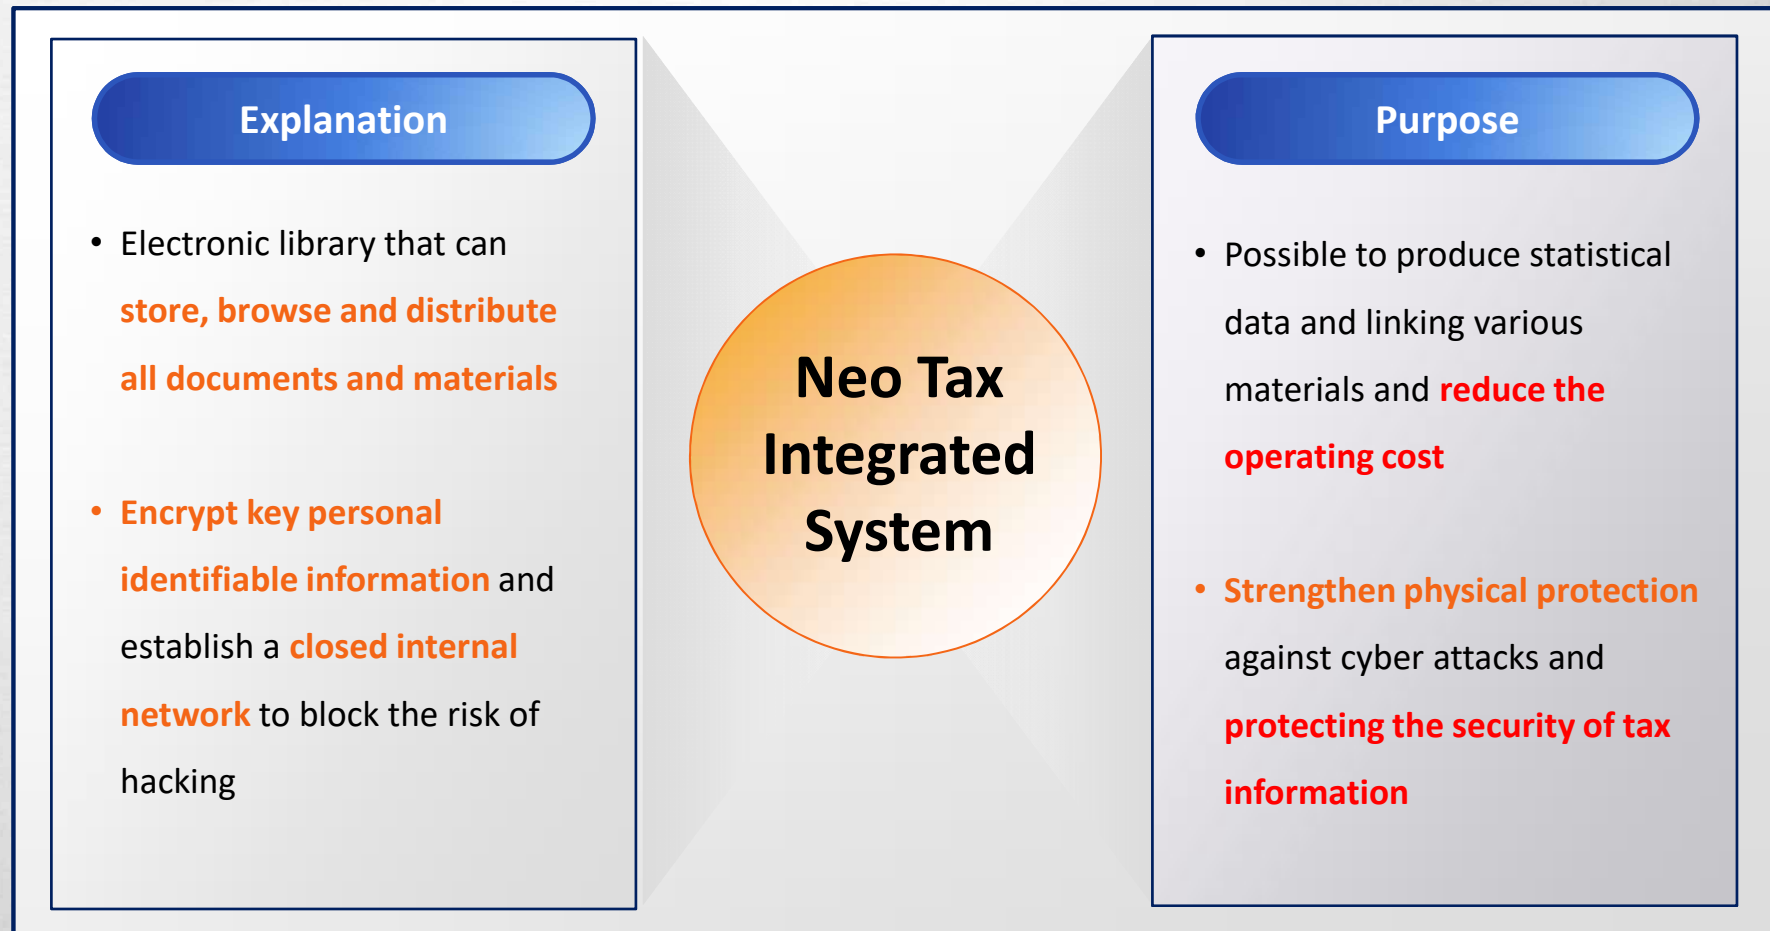 Explanation
• Electronic library that can
store, browse and distribute
all documents and materials
• Encrypt key personal
identifiable information and
establish a closed internal
network to block the risk of
hacking
Neo Tax
Integrated
System
Purpose
• Possible to produce statistical
data and linking various
materials and reduce the
operating cost
• Strengthen physical protection
against cyber attacks and
protecting the security of tax
information